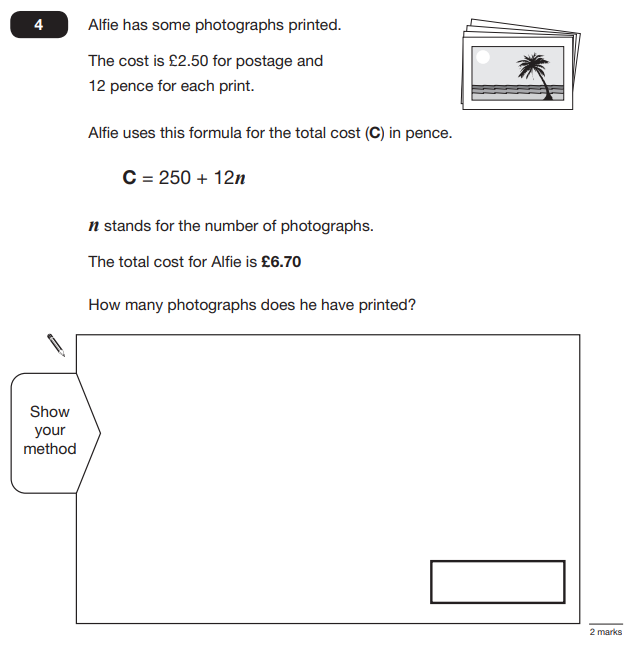 4
Alfie has some photographs printed.
The cost is £2.50 for postage and
12 pence for each print.
Alfie uses this formula for the total cost (C) in pence.
C = 250 + 12n
n stands for the number of photographs.
The total cost for Alfie is £6.70
How many photographs does he have printed?
Show
your
method
2 marks